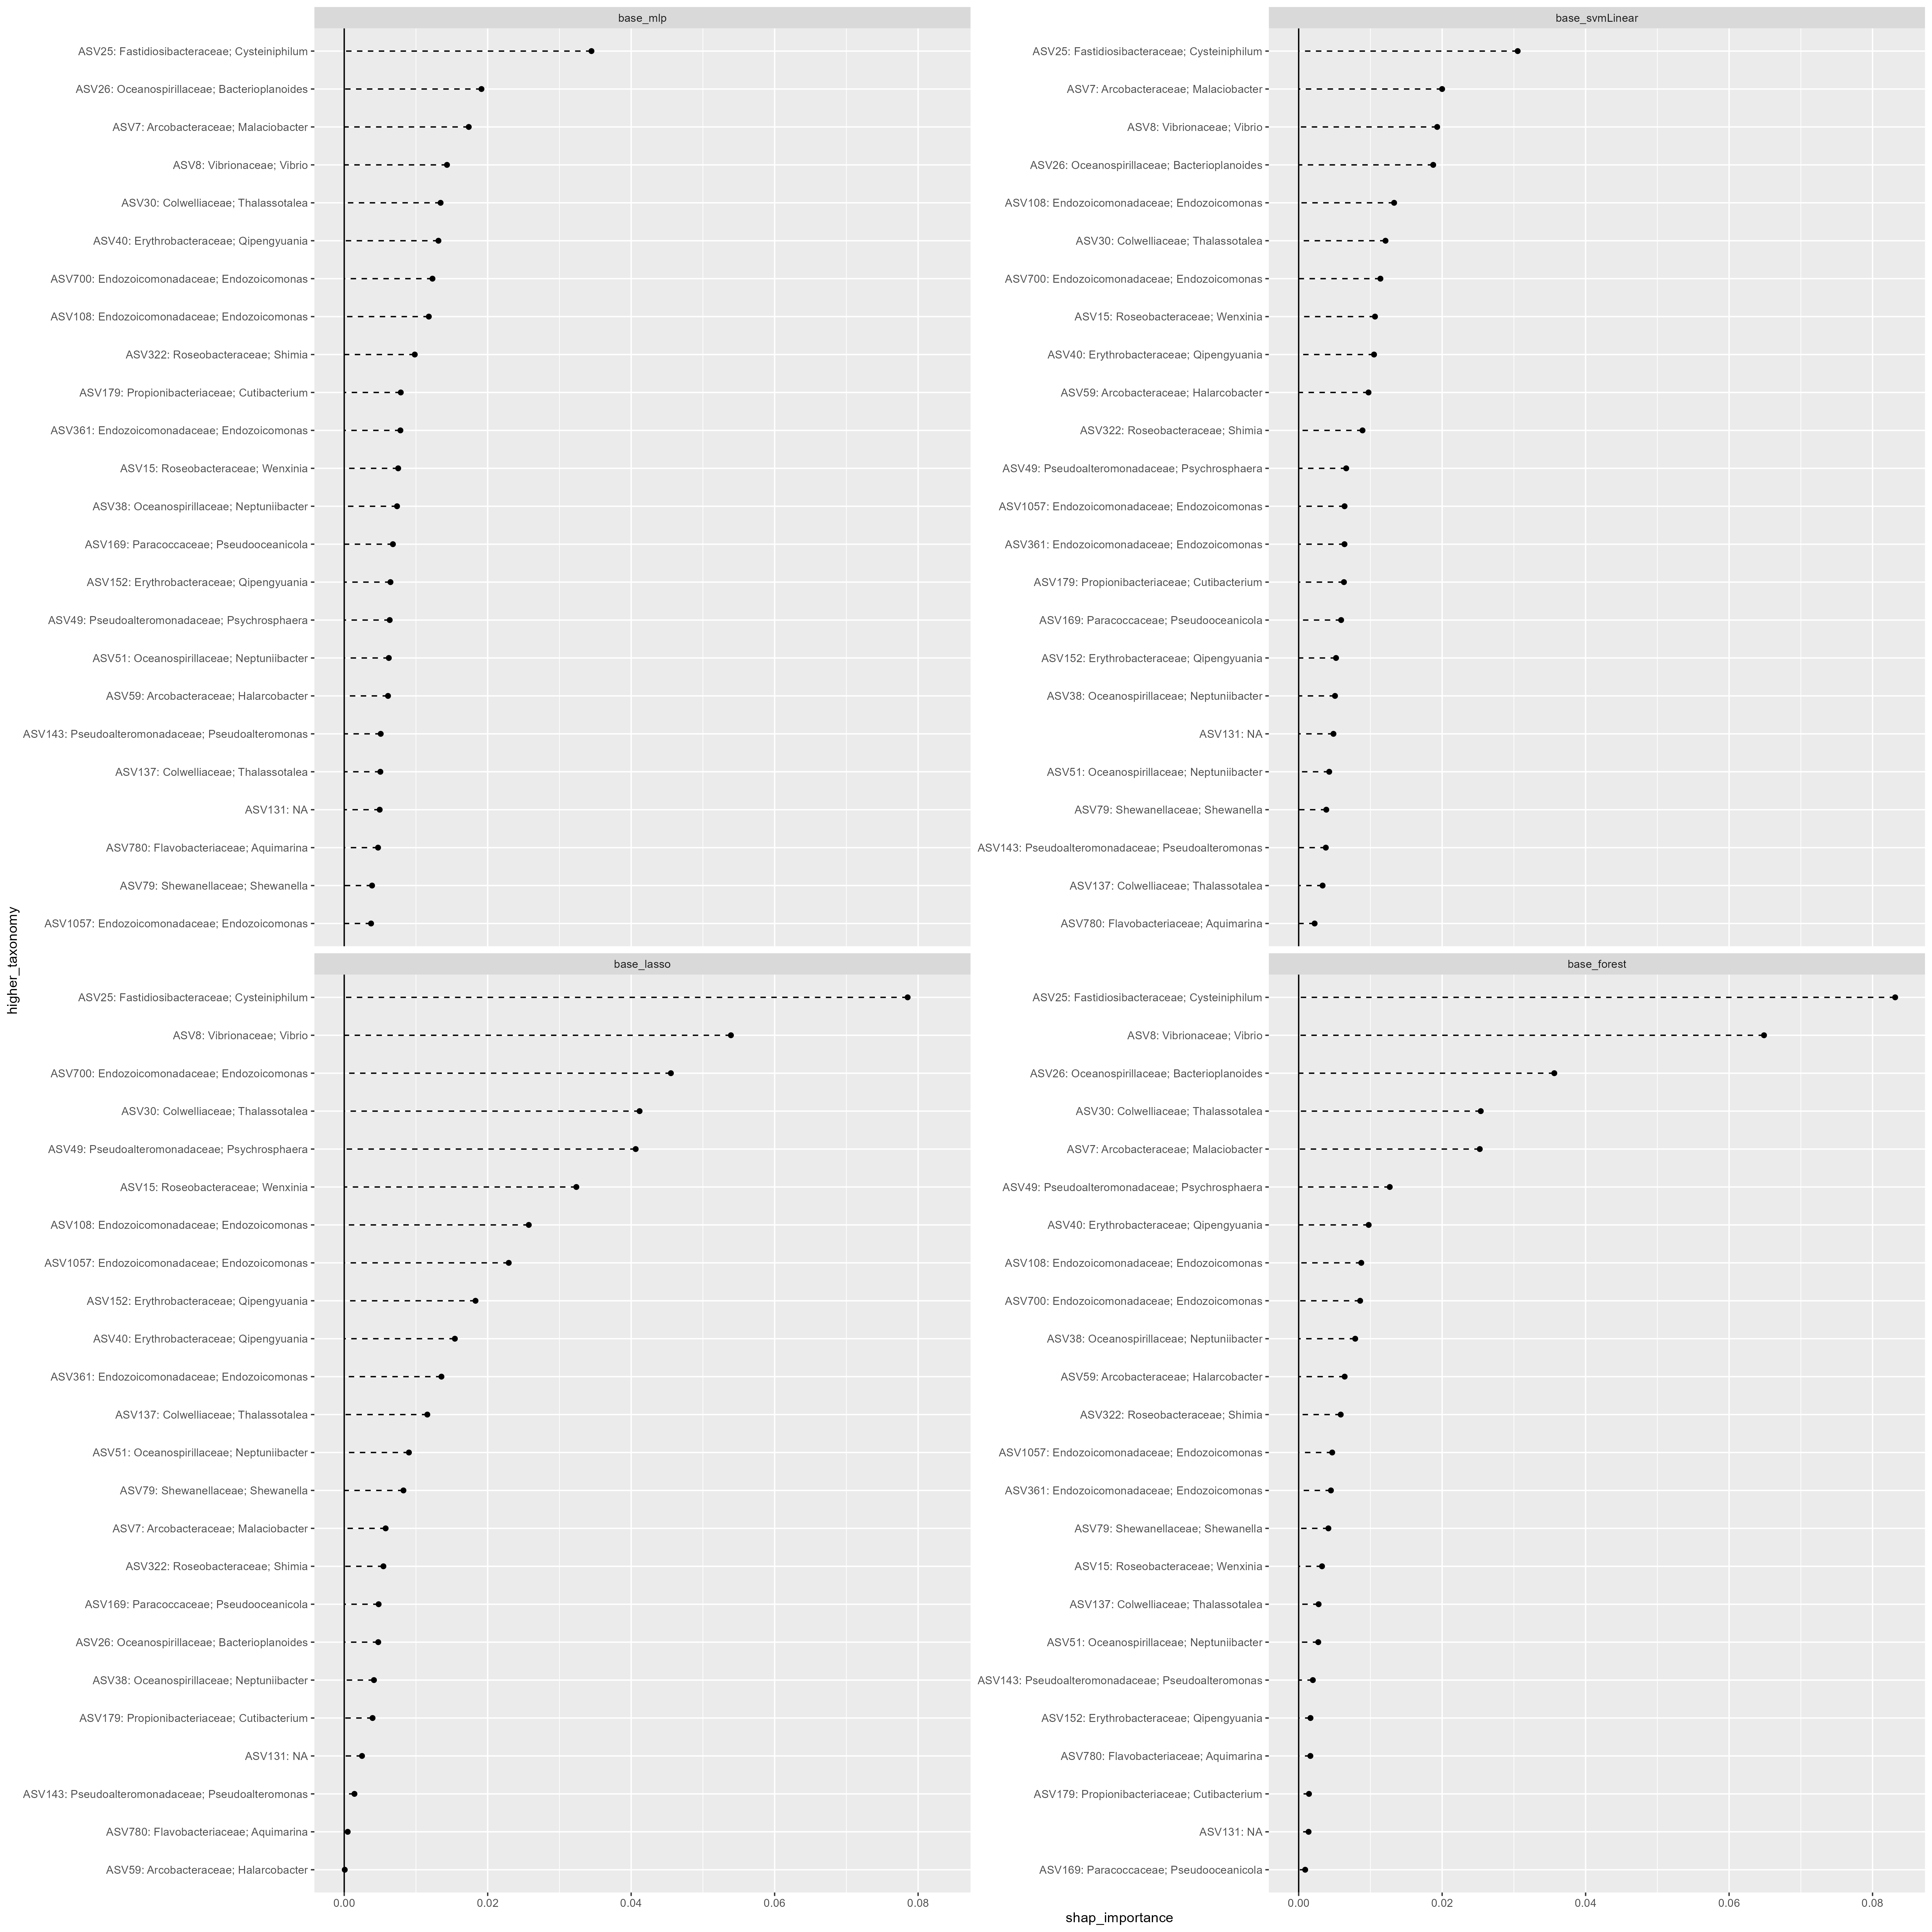 higher_taxonomy
base_mlp
ASV25: Fastidiosibacteraceae; Cysteiniphilum
ASV26: Oceanospirillaceae; Bacterioplanoides
ASV7: Arcobacteraceae; Malaciobacter
ASV8: Vibrionaceae; Vibrio
ASV30: Colwelliaceae; Thalassotalea
ASV40: Erythrobacteraceae; Qipengyuania
ASV700: Endozoicomonadaceae; Endozoicomonas
ASV108: Endozoicomonadaceae; Endozoicomonas
ASV322: Roseobacteraceae; Shimia
ASV179: Propionibacteriaceae; Cutibacterium
ASV361: Endozoicomonadaceae; Endozoicomonas
ASV15: Roseobacteraceae; Wenxinia
ASV38: Oceanospirillaceae; Neptuniibacter
ASV169: Paracoccaceae; Pseudooceanicola
ASV152: Erythrobacteraceae; Qipengyuania
ASV49: Pseudoalteromonadaceae; Psychrosphaera
ASV51: Oceanospirillaceae; Neptuniibacter
ASV59: Arcobacteraceae; Halarcobacter
ASV143: Pseudoalteromonadaceae; Pseudoalteromonas
ASV137: Colwelliaceae; Thalassotalea
ASV131: NA
ASV780: Flavobacteriaceae; Aquimarina
ASV79: Shewanellaceae; Shewanella
ASV1057: Endozoicomonadaceae; Endozoicomonas
base_svmLinear
ASV25: Fastidiosibacteraceae; Cysteiniphilum
ASV7: Arcobacteraceae; Malaciobacter
ASV8: Vibrionaceae; Vibrio
ASV26: Oceanospirillaceae; Bacterioplanoides
ASV108: Endozoicomonadaceae; Endozoicomonas
ASV30: Colwelliaceae; Thalassotalea
ASV700: Endozoicomonadaceae; Endozoicomonas
ASV15: Roseobacteraceae; Wenxinia
ASV40: Erythrobacteraceae; Qipengyuania
ASV59: Arcobacteraceae; Halarcobacter
ASV322: Roseobacteraceae; Shimia
ASV49: Pseudoalteromonadaceae; Psychrosphaera
ASV1057: Endozoicomonadaceae; Endozoicomonas
ASV361: Endozoicomonadaceae; Endozoicomonas
ASV179: Propionibacteriaceae; Cutibacterium
ASV169: Paracoccaceae; Pseudooceanicola
ASV152: Erythrobacteraceae; Qipengyuania
ASV38: Oceanospirillaceae; Neptuniibacter
ASV131: NA
ASV51: Oceanospirillaceae; Neptuniibacter
ASV79: Shewanellaceae; Shewanella
ASV143: Pseudoalteromonadaceae; Pseudoalteromonas
ASV137: Colwelliaceae; Thalassotalea
ASV780: Flavobacteriaceae; Aquimarina
base_lasso
ASV25: Fastidiosibacteraceae; Cysteiniphilum
ASV8: Vibrionaceae; Vibrio
ASV700: Endozoicomonadaceae; Endozoicomonas
ASV30: Colwelliaceae; Thalassotalea
ASV49: Pseudoalteromonadaceae; Psychrosphaera
ASV15: Roseobacteraceae; Wenxinia
ASV108: Endozoicomonadaceae; Endozoicomonas
ASV1057: Endozoicomonadaceae; Endozoicomonas
ASV152: Erythrobacteraceae; Qipengyuania
ASV40: Erythrobacteraceae; Qipengyuania
ASV361: Endozoicomonadaceae; Endozoicomonas
ASV137: Colwelliaceae; Thalassotalea
ASV51: Oceanospirillaceae; Neptuniibacter
ASV79: Shewanellaceae; Shewanella
ASV7: Arcobacteraceae; Malaciobacter
ASV322: Roseobacteraceae; Shimia
ASV169: Paracoccaceae; Pseudooceanicola
ASV26: Oceanospirillaceae; Bacterioplanoides
ASV38: Oceanospirillaceae; Neptuniibacter
ASV179: Propionibacteriaceae; Cutibacterium
ASV131: NA
ASV143: Pseudoalteromonadaceae; Pseudoalteromonas
ASV780: Flavobacteriaceae; Aquimarina
ASV59: Arcobacteraceae; Halarcobacter
0.00 0.02 0.04 0.06 0.08
base_forest
ASV25: Fastidiosibacteraceae; Cysteiniphilum
ASV8: Vibrionaceae; Vibrio
ASV26: Oceanospirillaceae; Bacterioplanoides
ASV30: Colwelliaceae; Thalassotalea
ASV7: Arcobacteraceae; Malaciobacter
ASV49: Pseudoalteromonadaceae; Psychrosphaera
ASV40: Erythrobacteraceae; Qipengyuania
ASV108: Endozoicomonadaceae; Endozoicomonas
ASV700: Endozoicomonadaceae; Endozoicomonas
ASV38: Oceanospirillaceae; Neptuniibacter
ASV59: Arcobacteraceae; Halarcobacter
ASV322: Roseobacteraceae; Shimia
ASV1057: Endozoicomonadaceae; Endozoicomonas
ASV361: Endozoicomonadaceae; Endozoicomonas
ASV79: Shewanellaceae; Shewanella
ASV15: Roseobacteraceae; Wenxinia
ASV137: Colwelliaceae; Thalassotalea
ASV51: Oceanospirillaceae; Neptuniibacter
ASV143: Pseudoalteromonadaceae; Pseudoalteromonas
ASV152: Erythrobacteraceae; Qipengyuania
ASV780: Flavobacteriaceae; Aquimarina
ASV179: Propionibacteriaceae; Cutibacterium
ASV131: NA
ASV169: Paracoccaceae; Pseudooceanicola
0.00 0.02 0.04 0.06 0.08
shap_importance